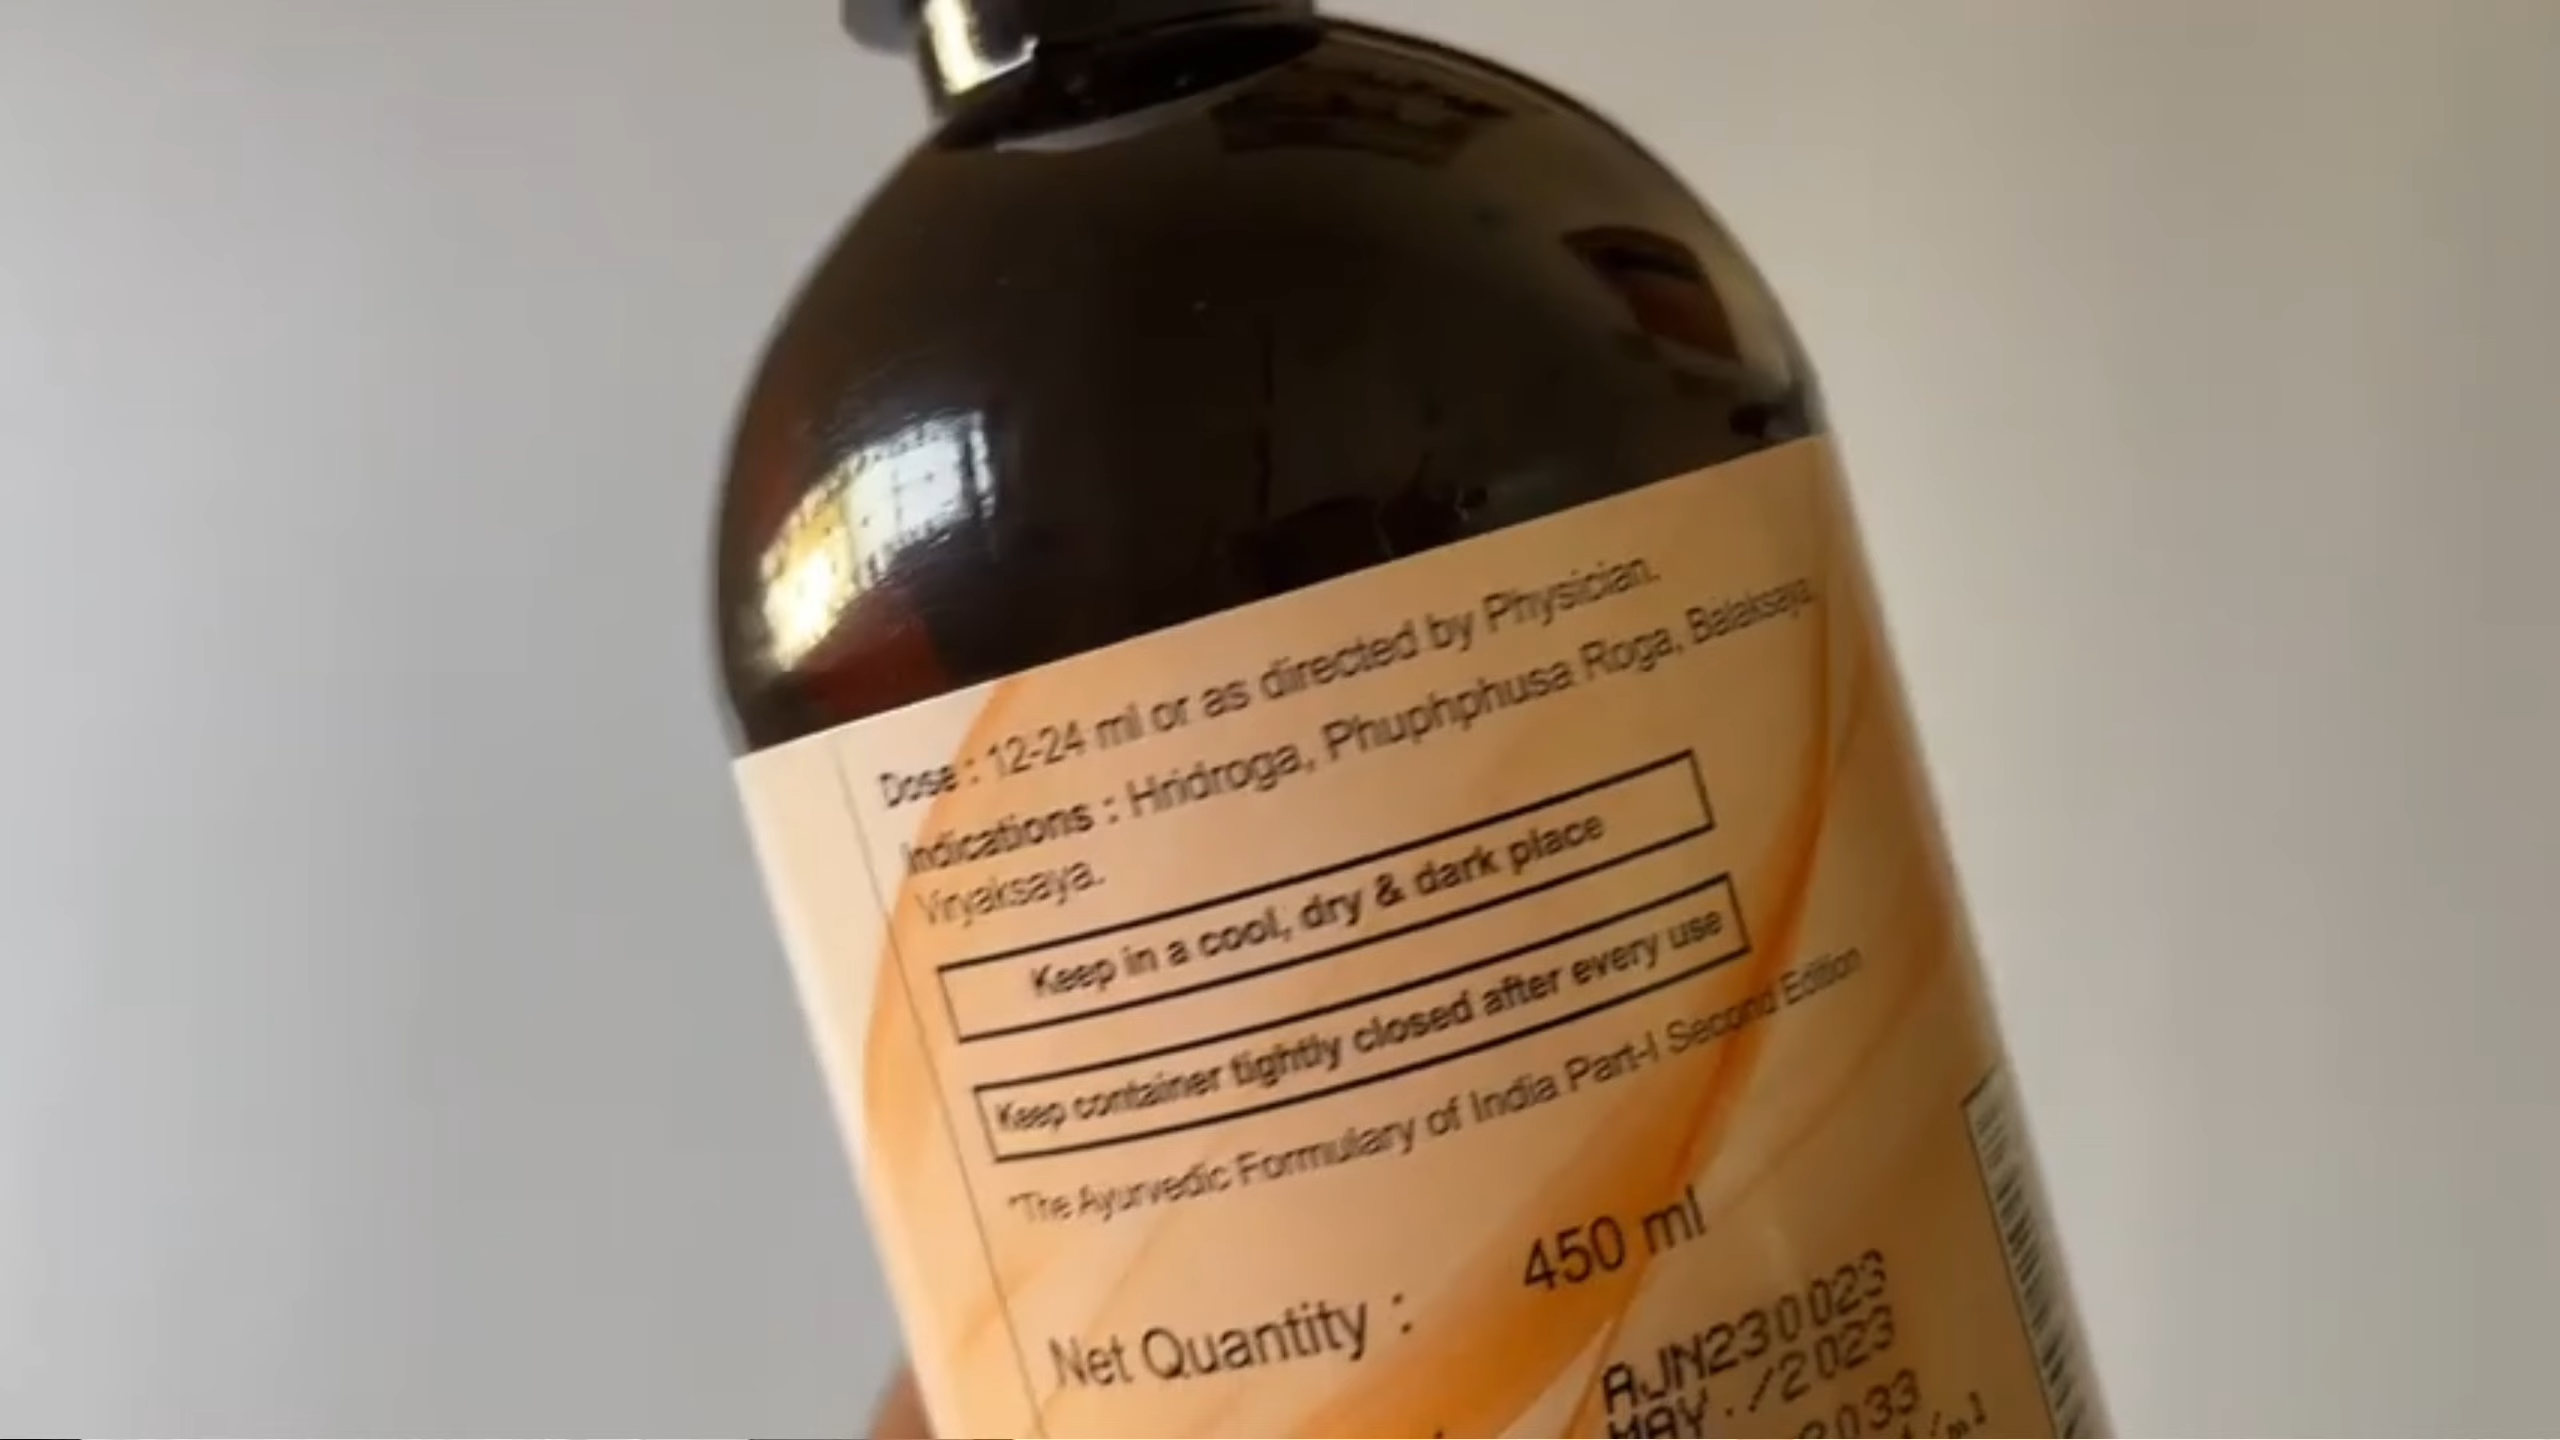 Dose : 12-24 ml or as directed by Physician.
Indications : Hridroga, Phuphphusa Roga, Balaksaya,
Viryaksaya.
Keep in a cool, dry & dark place
Keep container tightly closed after every use
*The Ayurvedic Formulary of India Part-I Second Edition
Net Quantity : 450 ml
AJN230023
MAY./2023
2033